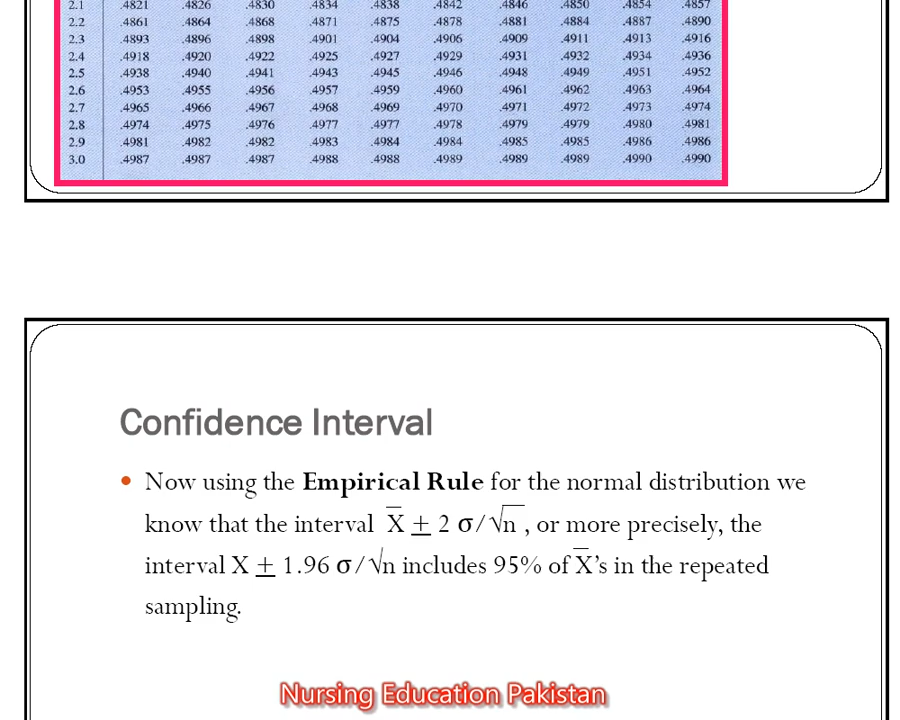 2.1 .4821 .4826 .4830 .4834 .4838 .4842 .4846 .4850 .4854 .4857
2.2 .4861 .4864 .4868 .4871 .4875 .4878 .4881 .4884 .4887 .4890
2.3 .4893 .4896 .4898 .4901 .4904 .4906 .4909 .4911 .4913 .4916
2.4 .4918 .4920 .4922 .4925 .4927 .4929 .4931 .4932 .4934 .4936
2.5 .4938 .4940 .4941 .4943 .4945 .4946 .4948 .4949 .4951 .4952
2.6 .4953 .4955 .4956 .4957 .4959 .4960 .4961 .4962 .4963 .4964
2.7 .4965 .4966 .4967 .4968 .4969 .4970 .4971 .4972 .4973 .4974
2.8 .4974 .4975 .4976 .4977 .4977 .4978 .4979 .4979 .4980 .4981
2.9 .4981 .4982 .4982 .4983 .4984 .4984 .4985 .4985 .4986 .4986
3.0 .4987 .4987 .4987 .4988 .4988 .4989 .4989 .4989 .4990 .4990
Confidence Interval
• Now using the Empirical Rule for the normal distribution we
know that the interval X̅ ± 2 σ/√n , or more precisely, the
interval X ± 1.96 σ/√n includes 95% of X̅’s in the repeated
sampling.
Nursing Education Pakistan